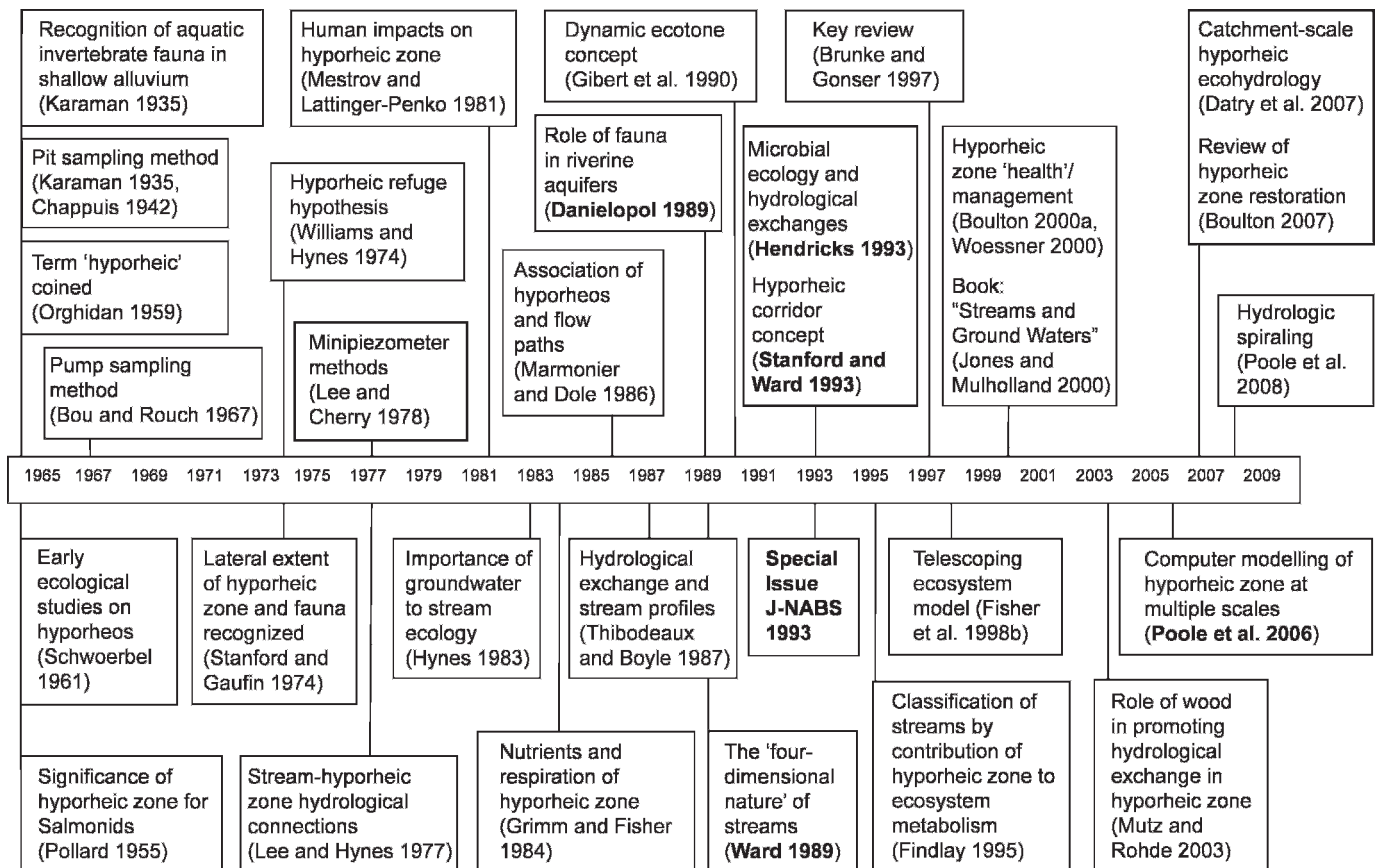 Recognition of aquatic
invertebrate fauna in
shallow alluvium
(Karaman 1935)
Pit sampling method
(Karaman 1935,
Chappuis 1942)
Term 'hyporheic'
coined
(Orghidan 1959)
Pump sampling
method
(Bou and Rouch 1967)
Human impacts on
hyporheic zone
(Mestrov and
Lattinger-Penko 1981)
Hyporheic refuge
hypothesis
(Williams and
Hynes 1974)
Minipiezometer
methods
(Lee and
Cherry 1978)
Dynamic ecotone
concept
(Gibert et al. 1990)
Role of fauna
in riverine
aquifers
(Danielopol 1989)
Association of
hyporheos
and flow
paths
(Marmonier
and Dole 1986)
Key review
(Brunke and
Gonser 1997)
Microbial
ecology and
hydrological
exchanges
(Hendricks 1993)
Hyporheic
corridor
concept
(Stanford and
Ward 1993)
Hyporheic
zone 'health'/
management
(Boulton 2000a,
Woessner 2000)
Book:
"Streams and
Ground Waters"
(Jones and
Mulholland 2000)
Catchment-scale
hyporheic
ecohydrology
(Datry et al. 2007)
Review of
hyporheic
zone restoration
(Boulton 2007)
Hydrologic
spiraling
(Poole et al.
2008)
1965 1967 1969 1971 1973 1975 1977 1979 1981 1983 1985 1987 1989 1991 1993 1995 1997 1999 2001 2003 2005 2007 2009
Early
ecological
studies on
hyporheos
(Schwoerbel
1961)
Significance of
hyporheic zone for
Salmonids
(Pollard 1955)
Lateral extent
of hyporheic
zone and fauna
recognized
(Stanford and
Gaufin 1974)
Stream-hyporheic
zone hydrological
connections
(Lee and Hynes 1977)
Importance of
groundwater
to stream
ecology
(Hynes 1983)
Nutrients and
respiration of
hyporheic zone
(Grimm and Fisher
1984)
Hydrological
exchange and
stream profiles
(Thibodeaux
and Boyle 1987)
The 'four-
dimensional
nature' of
streams
(Ward 1989)
Special
Issue
J-NABS
1993
Telescoping
ecosystem
model (Fisher
et al. 1998b)
Classification of
streams by
contribution of
hyporheic zone to
ecosystem
metabolism
(Findlay 1995)
Computer modelling of
hyporheic zone at
multiple scales
(Poole et al. 2006)
Role of wood
in promoting
hydrological
exchange in
hyporheic zone
(Mutz and
Rohde 2003)